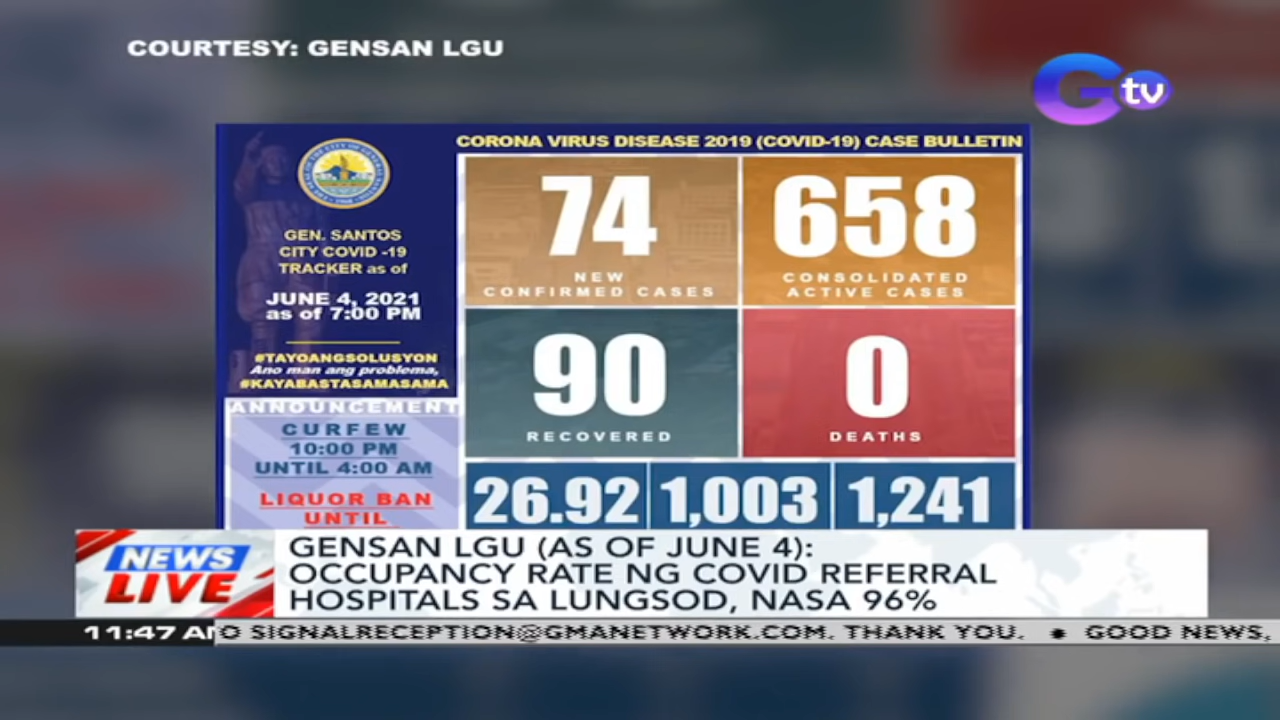 COURTESY: GENSAN LGU
Gtv
CORONA VIRUS DISEASE 2019 (COVID-19) CASE BULLETIN
GEN. SANTOS
CITY COVID -19
TRACKER as of
JUNE 4, 2021
as of 7:00 PM
#TAYOANGSOLUSYON
Ano man ang problema,
#KAYABASTASAMASAMA
ANNOUNCEMENT
CURFEW
10:00 PM
UNTIL 4:00 AM
LIQUOR BAN
UNTIL
74
NEW
CONFIRMED CASES
658
CONSOLIDATED
ACTIVE CASES
90
RECOVERED
0
DEATHS
26.92
1,003
1,241
NEWS
LIVE
GENSAN LGU (AS OF JUNE 4):
OCCUPANCY RATE NG COVID REFERRAL
HOSPITALS SA LUNGSOD, NASA 96%
11:47 AM
O SIGNALRECEPTION@GMANETWORK.COM. THANK YOU. • GOOD NEWS,